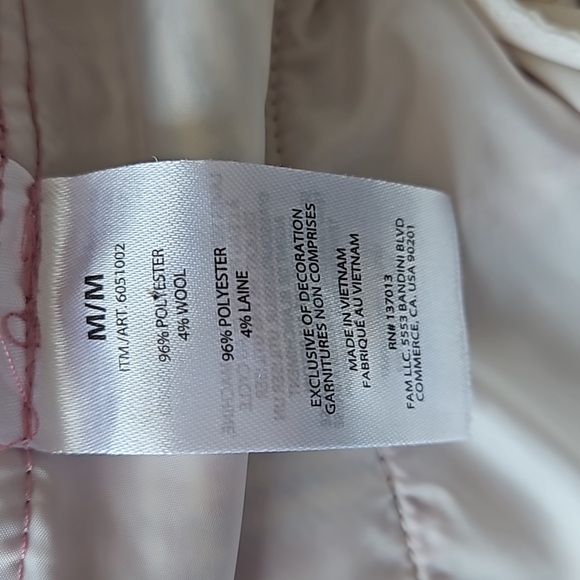 M/M
ITM /ART. 6051002
96% POLYESTER
4% WOOL
96% POLYESTER
4% LAINE
EXCLUSIVE OF DECORATION
GARNITURES NON COMPRISES
MADE IN VIETNAM
FABRIQUÉ AU VIETNAM
RN# 137013
FAM LLC, 5553 BANDINI BLVD
COMMERCE, CA. USA 90201